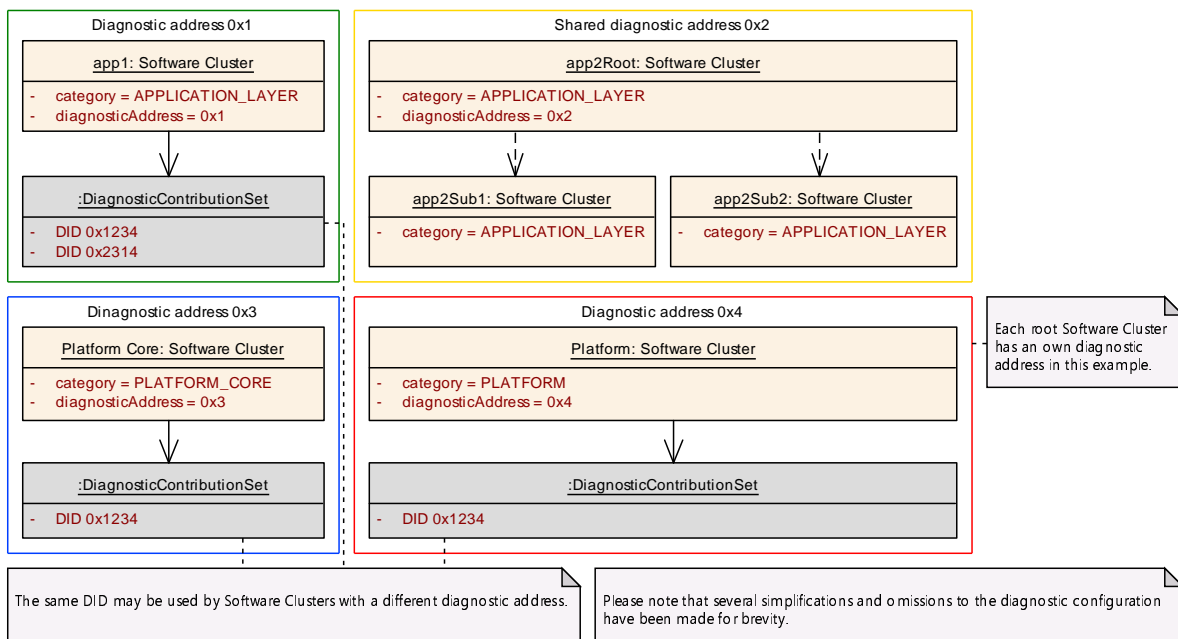 Diagnostic address 0x1
app1: Software Cluster
- category = APPLICATION_LAYER
- diagnosticAddress = 0x1
:DiagnosticContributionSet
- DID 0x1234
- DID 0x2314
Shared diagnostic address 0x2
app2Root: Software Cluster
- category = APPLICATION_LAYER
- diagnosticAddress = 0x2
app2Sub1: Software Cluster
- category = APPLICATION_LAYER
app2Sub2: Software Cluster
- category = APPLICATION_LAYER
Dinagnostic address 0x3
Platform Core: Software Cluster
- category = PLATFORM_CORE
- diagnosticAddress = 0x3
:DiagnosticContributionSet
- DID 0x1234
Diagnostic address 0x4
Platform: Software Cluster
- category = PLATFORM
- diagnosticAddress = 0x4
:DiagnosticContributionSet
- DID 0x1234
Each root Software Cluster
has an own diagnostic
address in this example.
The same DID may be used by Software Clusters with a different diagnostic address.
Please note that several simplifications and omissions to the diagnostic configuration
have been made for brevity.